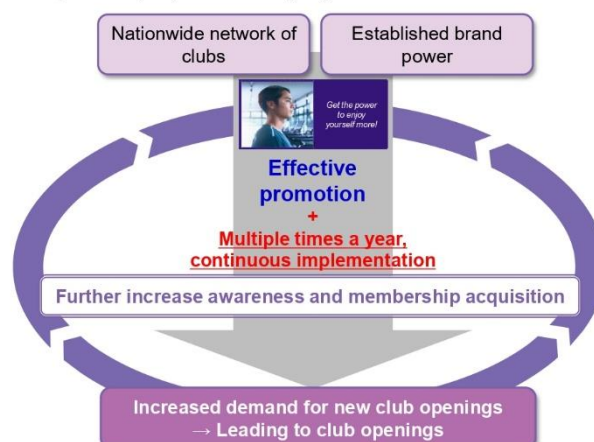 Nationwide network of
clubs
Established brand
power
Get the power
to enjoy
yourself more!
Effective
promotion
+
Multiple times a year,
continuous implementation
Further increase awareness and membership acquisition
Increased demand for new club openings
→ Leading to club openings